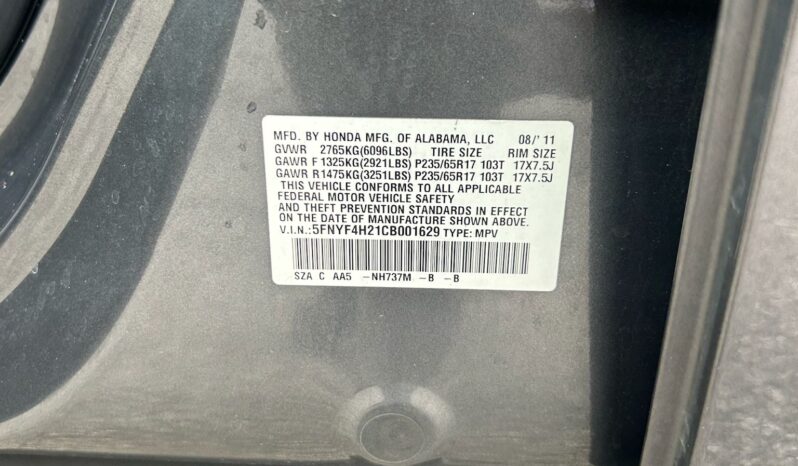 MFD. BY HONDA MFG. OF ALABAMA, LLC 08/'11
GVWR 2765KG(6096LBS) TIRE SIZE RIM SIZE
GAWR F 1325KG(2921LBS) P235/65R17 103T 17X7.5J
GAWR R1475KG(3251LBS) P235/65R17 103T 17X7.5J
THIS VEHICLE CONFORMS TO ALL APPLICABLE
FEDERAL MOTOR VEHICLE SAFETY
AND THEFT PREVENTION STANDARDS IN EFFECT
ON THE DATE OF MANUFACTURE SHOWN ABOVE.
V.I.N.:5FNYF4H21CB001629 TYPE: MPV
SZA C AA5 -NH737M -B -B